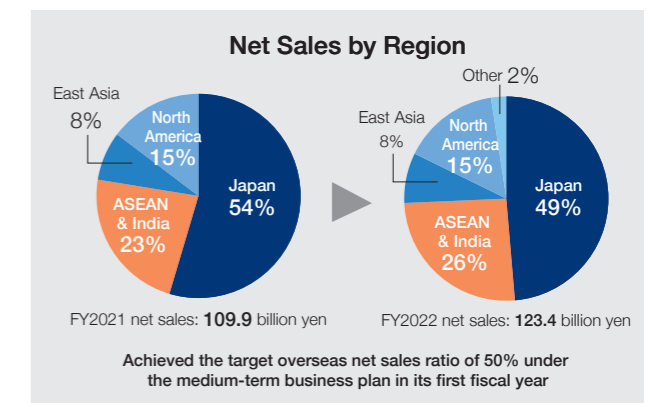 Net Sales by Region
East Asia
8%
North
America
15%
Japan
54%
ASEAN
& India
23%
FY2021 net sales: 109.9 billion yen
Other 2%
East Asia
8%
North
America
15%
Japan
49%
ASEAN
& India
26%
FY2022 net sales: 123.4 billion yen
Achieved the target overseas net sales ratio of 50% under
the medium-term business plan in its first fiscal year